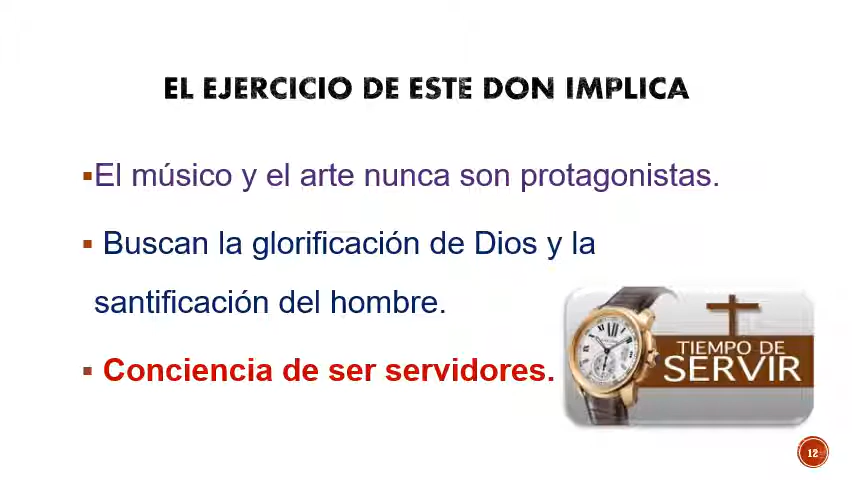 EL EJERCICIO DE ESTE DON IMPLICA
▪El músico y el arte nunca son protagonistas.
▪ Buscan la glorificación de Dios y la
santificación del hombre.
▪ Conciencia de ser servidores.
TIEMPO DE
SERVIR
12